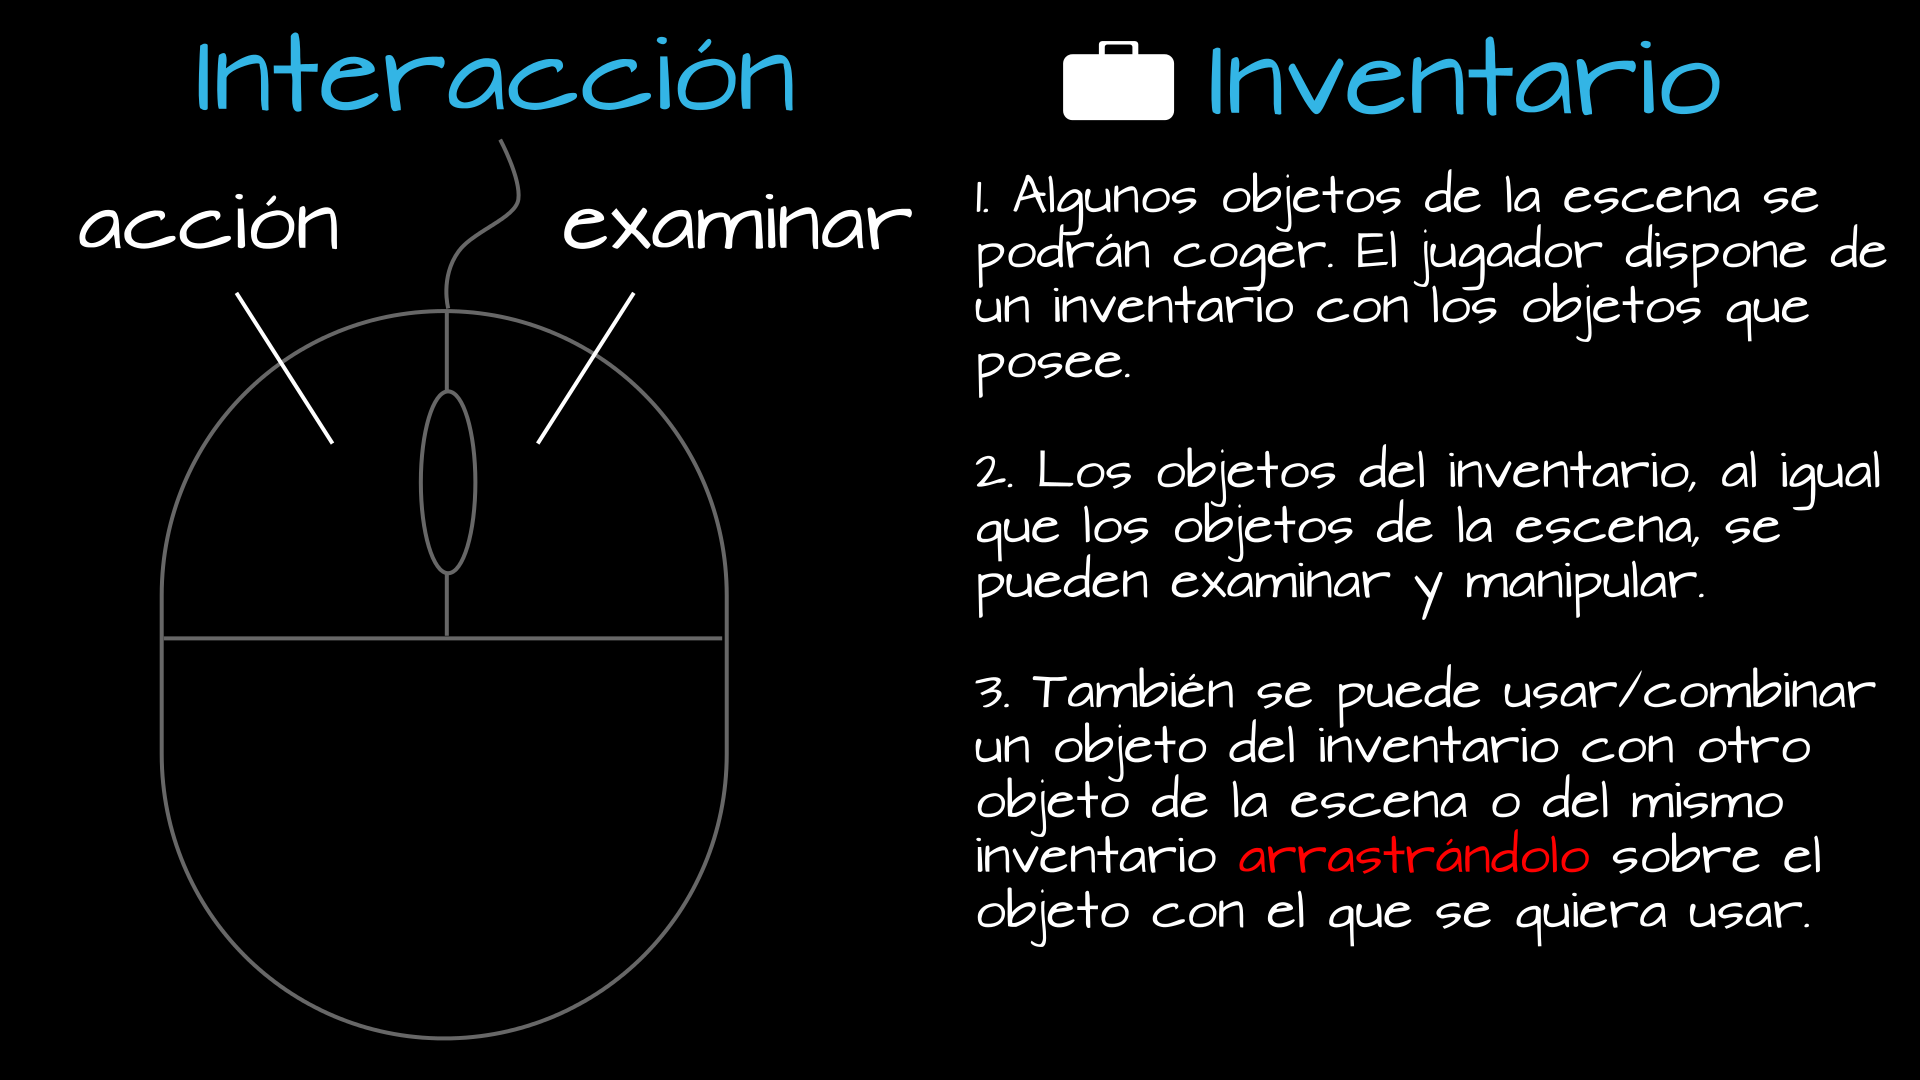 Interacción
acción
examinar
Inventario
1. Algunos objetos de la escena se
podrán coger. El jugador dispone de
un inventario con los objetos que
posee.
2. Los objetos del inventario, al igual
que los objetos de la escena, se
pueden examinar y manipular.
3. También se puede usar/combinar
un objeto del inventario con otro
objeto de la escena o del mismo
inventario arrastrándolo sobre el
objeto con el que se quiera usar.